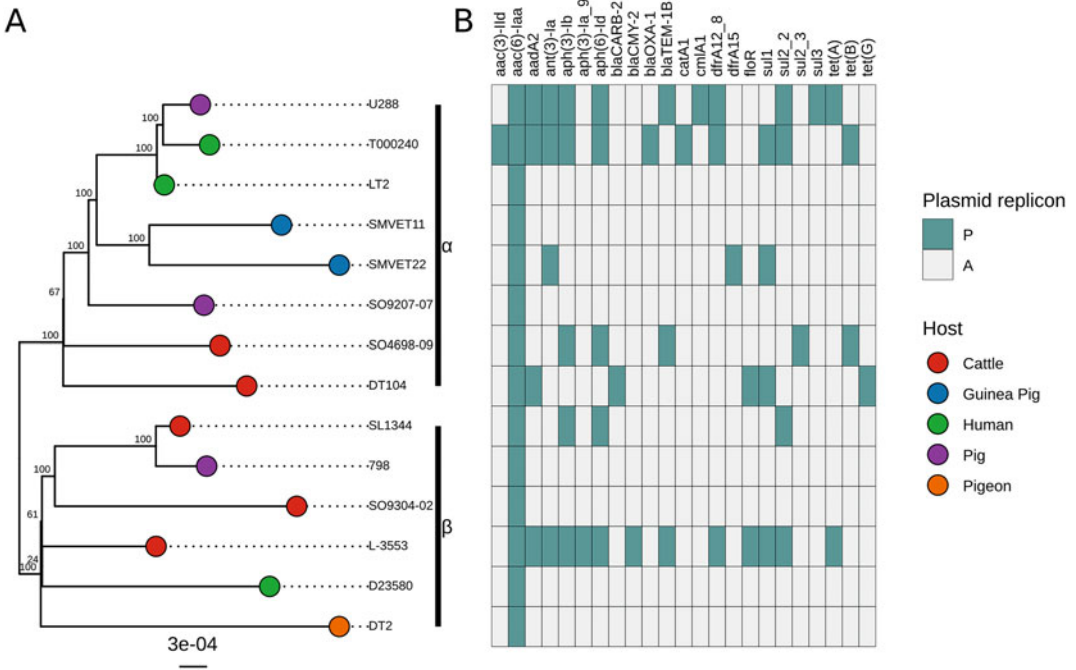 A
B
aac(3)-IId
aac(6)-Iaa
aadA2
ant(3)-Ia
aph(3)-Ib
aph(3)-Ia_9
aph(6)-Id
blaCARB-2
blaCMY-2
blaOXA-1
blaTEM-1B
catA1
cmlA1
dfrA12_8
dfrA15
floR
sul1
sul2_2
sul2_3
sul3
tet(A)
tet(B)
tet(G)
U288
T000240
LT2
SMVET11
SMVET22
SO9207-07
SO4698-09
DT104
SL1344
798
SO9304-02
L-3553
D23580
DT2
100
100
100
100
100
67
100
100
100
61
24
100
α
β
3e-04
Plasmid replicon
P
A
Host
Cattle
Guinea Pig
Human
Pig
Pigeon